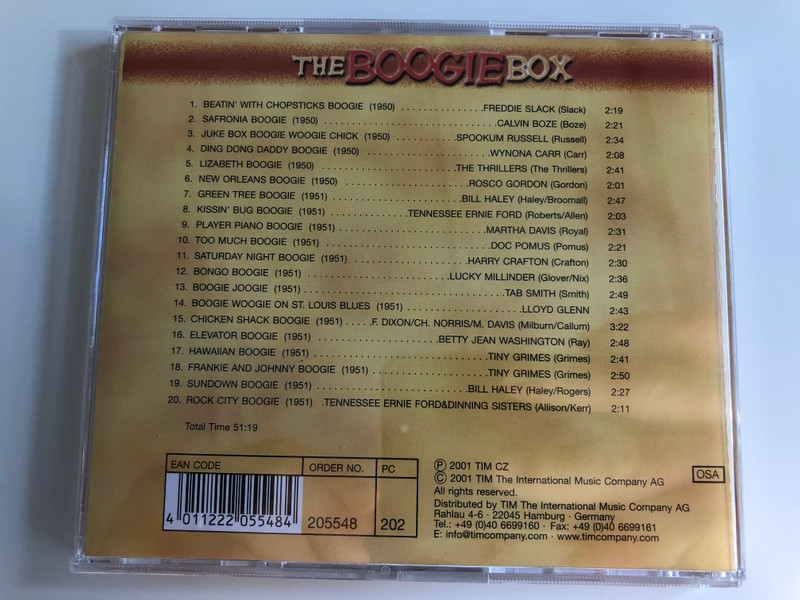 THE BOOGIE BOX
1. BEATIN' WITH CHOPSTICKS BOOGIE (1950) ..............FREDDIE SLACK (Slack) 2:19
2. SAFRONIA BOOGIE (1950) ..............................CALVIN BOZE (Boze) 2:21
3. JUKE BOX BOOGIE WOOGIE CHICK (1950) ...........SPOOKUM RUSSELL (Russell) 2:34
4. DING DONG DADDY BOOGIE (1950) ......................WYNONA CARR (Carr) 2:08
5. LIZABETH BOOGIE (1950) ........................THE THRILLERS (The Thrillers) 2:41
6. NEW ORLEANS BOOGIE (1950) .....................ROSCO GORDON (Gordon) 2:01
7. GREEN TREE BOOGIE (1951) .......................BILL HALEY (Haley/Broomall) 2:47
8. KISSIN' BUG BOOGIE (1951) ..............TENNESSEE ERNIE FORD (Roberts/Allen) 2:03
9. PLAYER PIANO BOOGIE (1951) ........................MARTHA DAVIS (Royal) 2:31
10. TOO MUCH BOOGIE (1951) ............................DOC POMUS (Pomus) 2:21
11. SATURDAY NIGHT BOOGIE (1951) ....................HARRY CRAFTON (Crafton) 2:30
12. BONGO BOOGIE (1951) ........................LUCKY MILLINDER (Glover/Nix) 2:36
13. BOOGIE JOOGIE (1951) .................................TAB SMITH (Smith) 2:49
14. BOOGIE WOOGIE ON ST. LOUIS BLUES (1951) ....................LLOYD GLENN 2:43
15. CHICKEN SHACK BOOGIE (1951) .....F. DIXON/CH. NORRIS/M. DAVIS (Milburn/Callum) 3:22
16. ELEVATOR BOOGIE (1951) .....................BETTY JEAN WASHINGTON (Ray) 2:48
17. HAWAIIAN BOOGIE (1951) .............................TINY GRIMES (Grimes) 2:41
18. FRANKIE AND JOHNNY BOOGIE (1951) ...................TINY GRIMES (Grimes) 2:50
19. SUNDOWN BOOGIE (1951) ..........................BILL HALEY (Haley/Rogers) 2:27
20. ROCK CITY BOOGIE (1951) .TENNESSEE ERNIE FORD&DINNING SISTERS (Allison/Kerr) 2:11
Total Time 51:19
EAN CODE ORDER NO. PC
4 011222 055484 205548 202
Ⓟ 2001 TIM CZ
© 2001 TIM The International Music Company AG
All rights reserved.
OSA
Distributed by TIM The International Music Company AG
Rahlau 4-6 · 22045 Hamburg · Germany
Tel.: +49 (0)40 6699160 · Fax: +49 (0)40 6699161
E: info@timcompany.com · www.timcompany.com